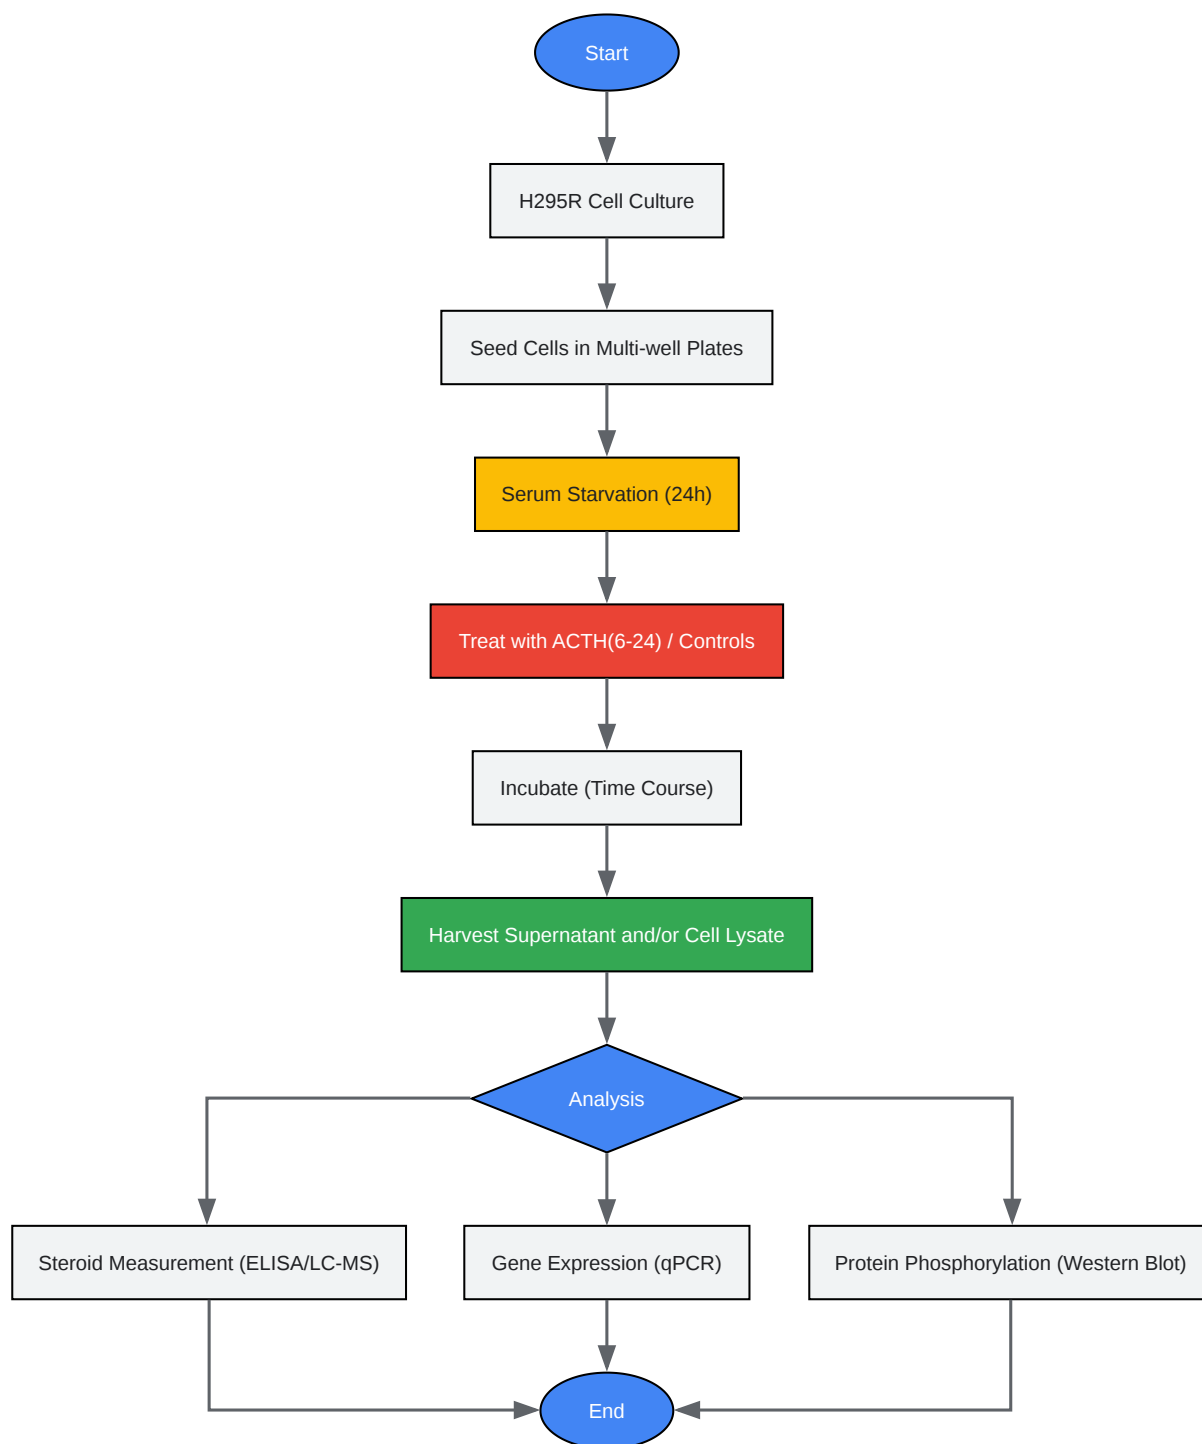 Start
H295R Cell Culture
Seed Cells in Multi-well Plates
Serum Starvation (24h)
Treat with ACTH(6-24) / Controls
Incubate (Time Course)
Harvest Supernatant and/or Cell Lysate
Analysis
Steroid Measurement (ELISA/LC-MS)
Gene Expression (qPCR)
Protein Phosphorylation (Western Blot)
End